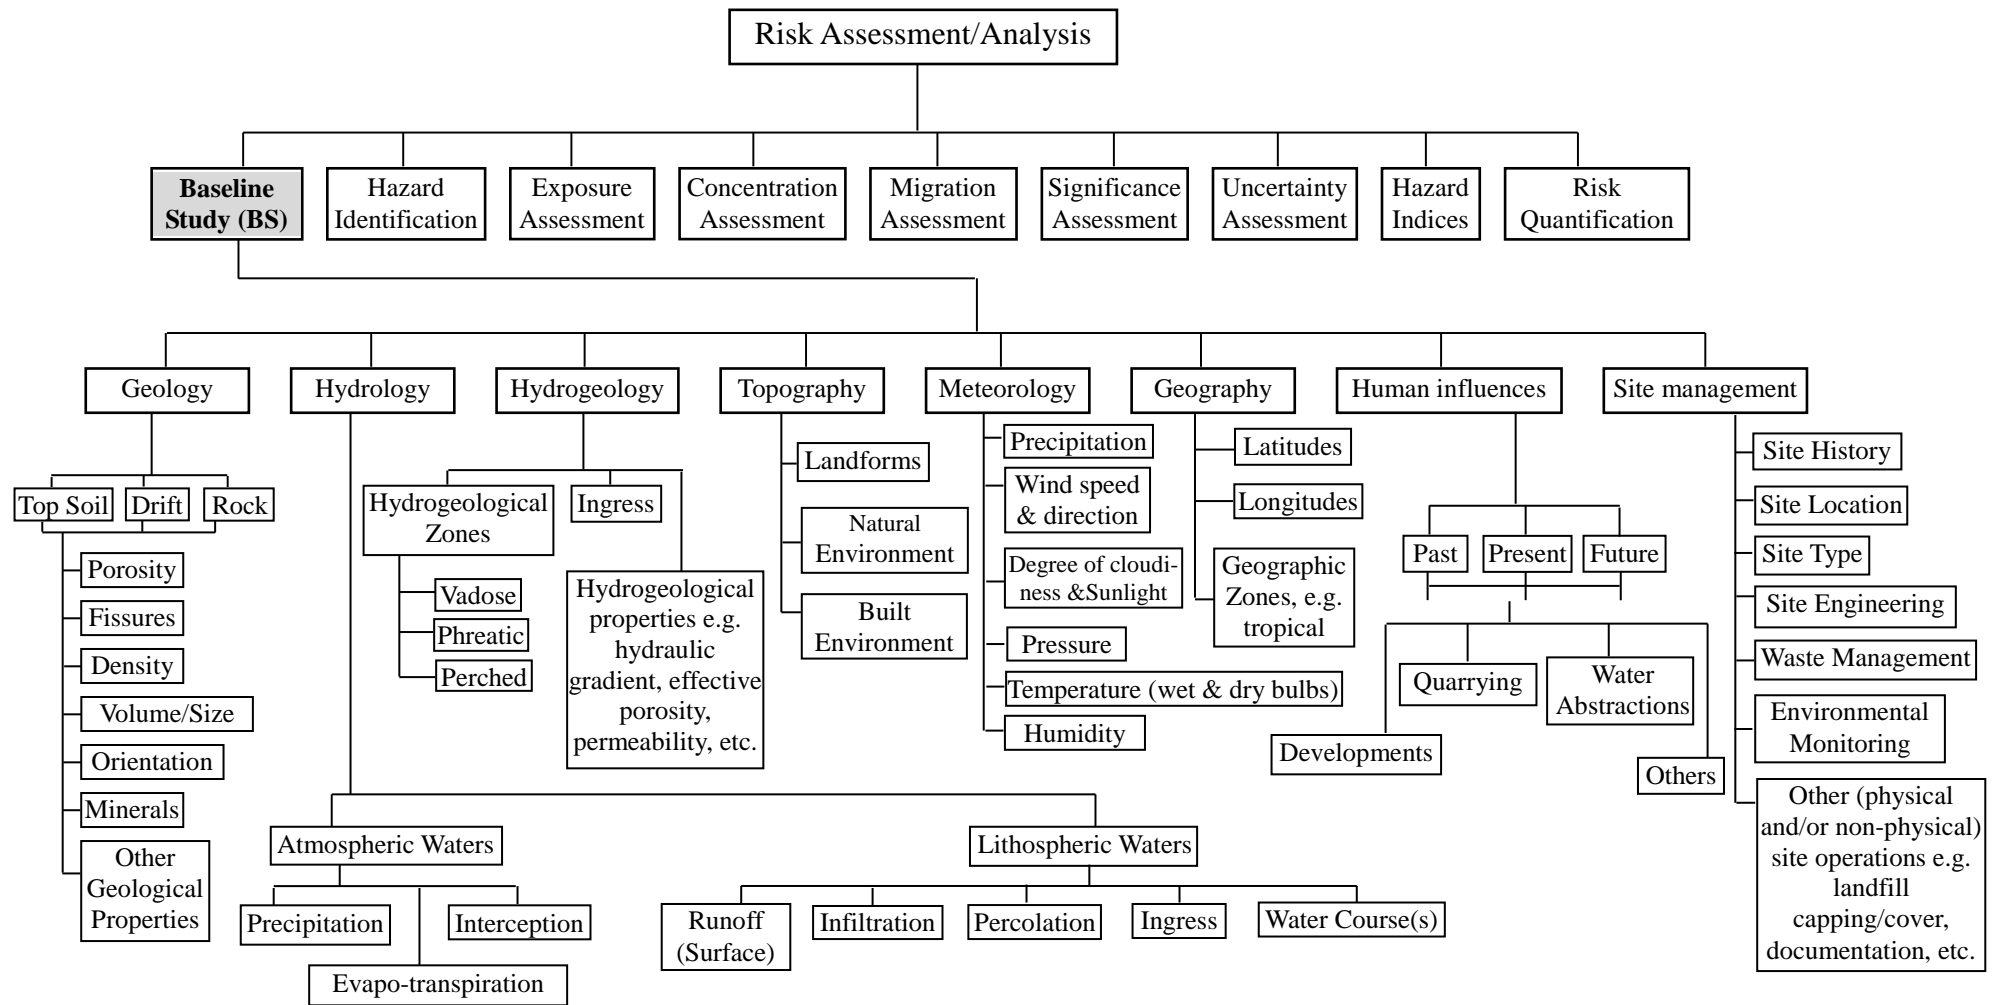 Risk Assessment/Analysis
Baseline
Study (BS)
Hazard
Identification
Exposure
Assessment
Concentration
Assessment
Migration
Assessment
Significance
Assessment
Uncertainty
Assessment
Hazard
Indices
Risk
Quantification
Geology
Hydrology
Hydrogeology
Topography
Meteorology
Geography
Human influences
Site management
Top Soil
Drift
Rock
Porosity
Fissures
Density
Volume/Size
Orientation
Minerals
Other
Geological
Properties
Hydrogeological
Zones
Vadose
Phreatic
Perched
Ingress
Hydrogeological
properties e.g.
hydraulic
gradient, effective
porosity,
permeability, etc.
Landforms
Natural
Environment
Built
Environment
Precipitation
Wind speed
& direction
Degree of cloudi-
ness &Sunlight
Pressure
Temperature (wet & dry bulbs)
Humidity
Latitudes
Longitudes
Geographic
Zones, e.g.
tropical
Past
Present
Future
Developments
Quarrying
Water
Abstractions
Others
Site History
Site Location
Site Type
Site Engineering
Waste Management
Environmental
Monitoring
Other (physical
and/or non-physical)
site operations e.g.
landfill
capping/cover,
documentation, etc.
Atmospheric Waters
Precipitation
Evapo-transpiration
Interception
Lithospheric Waters
Runoff
(Surface)
Infiltration
Percolation
Ingress
Water Course(s)